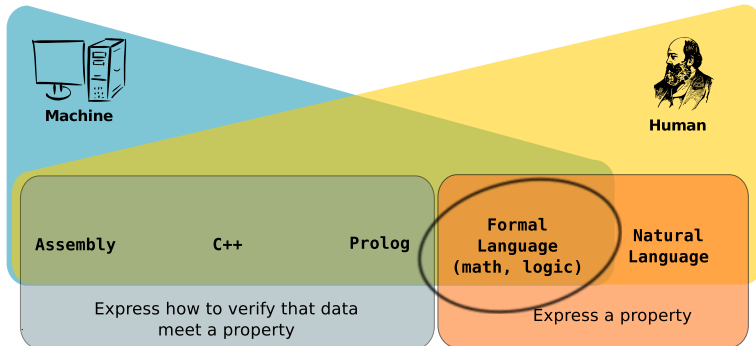 Machine
Human
Assembly
C++
Prolog
Formal
Language
(math, logic)
Natural
Language
Express how to verify that data
meet a property
Express a property